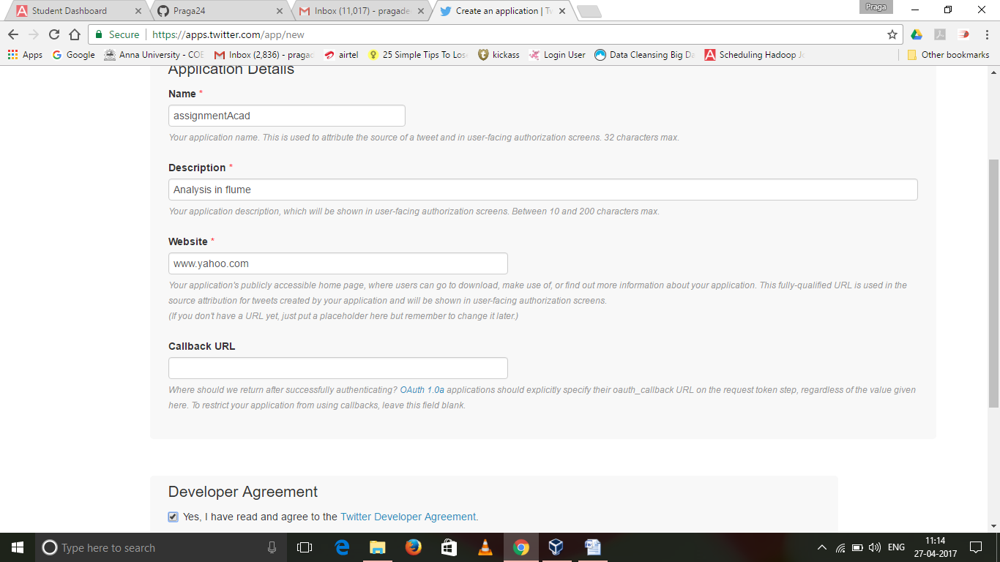 Student Dashboard
Praga24
Inbox (11,017) - pragade
Create an application | Tw
Praga
Secure
https://apps.twitter.com/app/new
Apps
Google
Anna University - COE
Inbox (2,836) - pragac
airtel
25 Simple Tips To Los
kickass
Login User
Data Cleansing Big Da
Scheduling Hadoop Jo
Other bookmarks
Application Details
Name *
assignmentAcad
Your application name. This is used to attribute the source of a tweet and in user-facing authorization screens. 32 characters max.
Description *
Analysis in flume
Your application description, which will be shown in user-facing authorization screens. Between 10 and 200 characters max.
Website *
www.yahoo.com
Your application's publicly accessible home page, where users can go to download, make use of, or find out more information about your application. This fully-qualified URL is used in the
source attribution for tweets created by your application and will be shown in user-facing authorization screens.
(If you don't have a URL yet, just put a placeholder here but remember to change it later.)
Callback URL
Where should we return after successfully authenticating? OAuth 1.0a applications should explicitly specify their oauth_callback URL on the request token step, regardless of the value given
here. To restrict your application from using callbacks, leave this field blank.
Developer Agreement
Yes, I have read and agree to the Twitter Developer Agreement.
Type here to search
ENG
11:14
27-04-2017